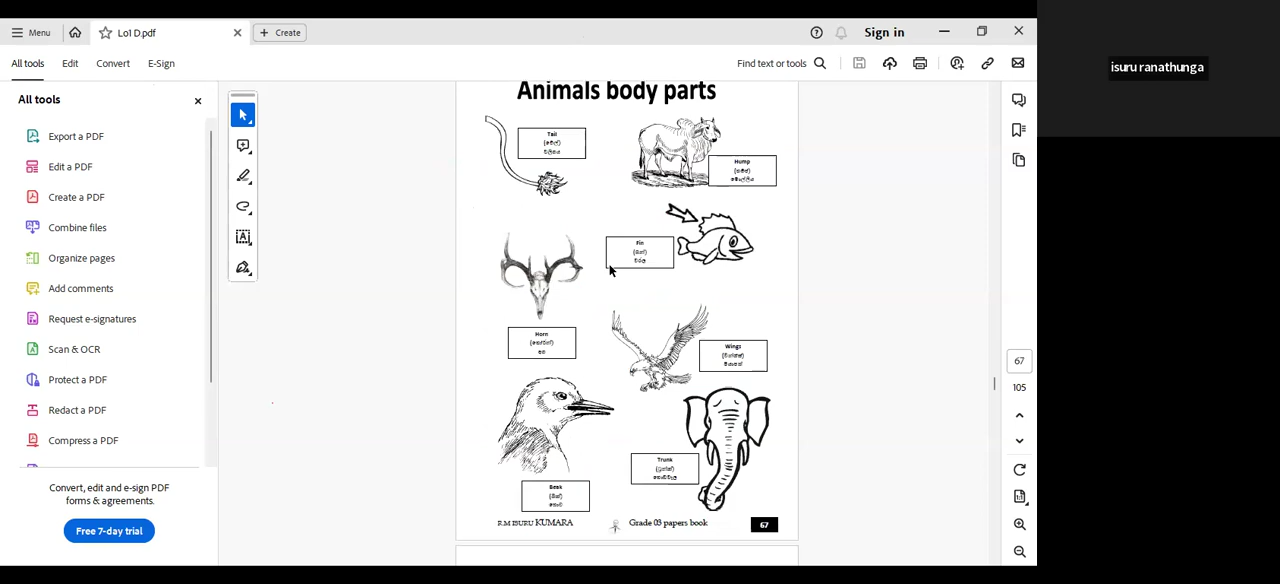 Menu
Lo1 D.pdf
Create
Sign in
All tools
Edit
Convert
E-Sign
Find text or tools
All tools
Export a PDF
Edit a PDF
Create a PDF
Combine files
Organize pages
Add comments
Request e-signatures
Scan & OCR
Protect a PDF
Redact a PDF
Compress a PDF
Convert, edit and e-sign PDF
forms & agreements.
Free 7-day trial
Animals body parts
Tail
Hump
Fin
Horn
Wings
Beak
Trunk
Grade 03 papers book
67
67
105
isuru ranathunga